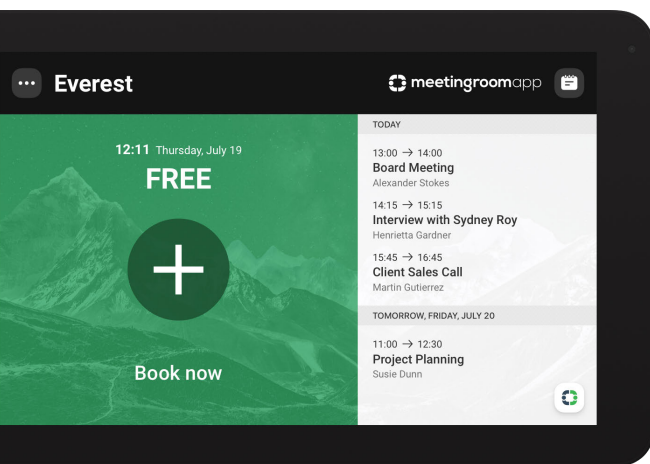 Everest
meetingroomapp
12:11 Thursday, July 19
FREE
Book now
TODAY
13:00 → 14:00
Board Meeting
Alexander Stokes
14:15 → 15:15
Interview with Sydney Roy
Henrietta Gardner
15:45 → 16:45
Client Sales Call
Martin Gutierrez
TOMORROW, FRIDAY, JULY 20
11:00 → 12:30
Project Planning
Susie Dunn